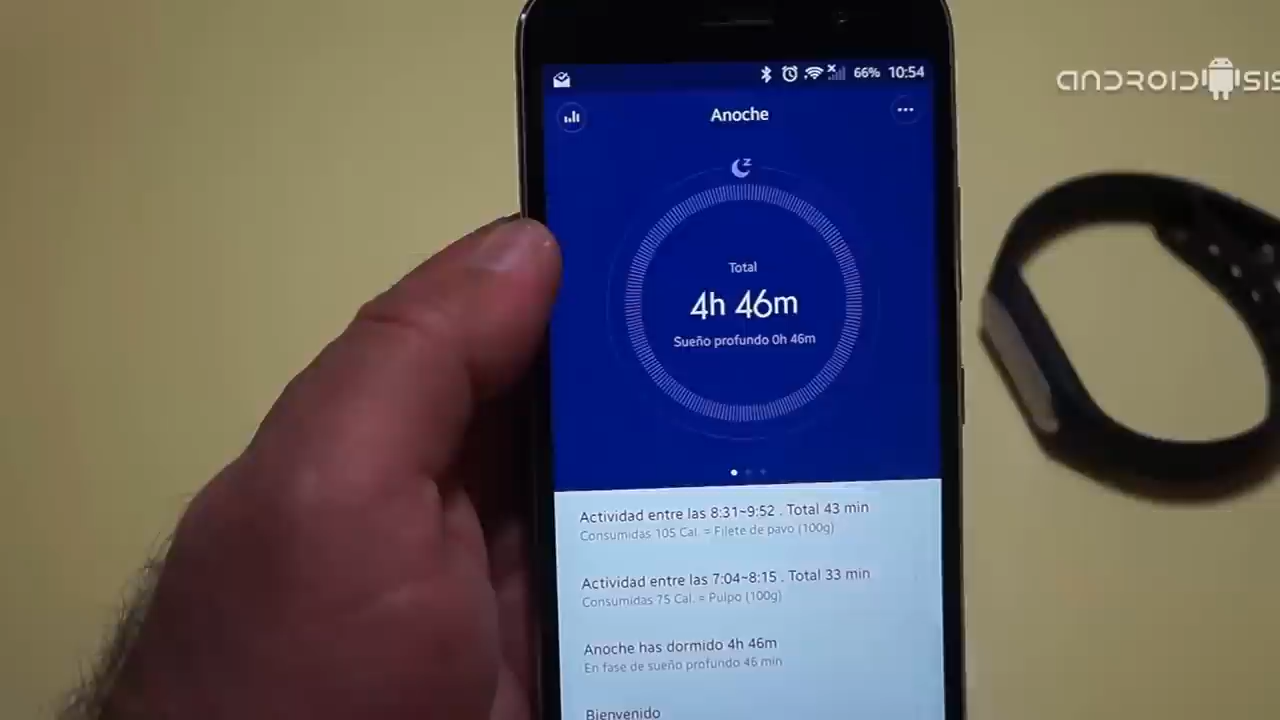 66% 10:54
ANDROIDSIS
Anoche
Total
4h 46m
Sueño profundo 0h 46m
Actividad entre las 8:31~9:52 . Total 43 min
Consumidas 105 Cal. = Filete de pavo (100g)
Actividad entre las 7:04~8:15 . Total 33 min
Consumidas 75 Cal. = Pulpo (100g)
Anoche has dormido 4h 46m
En fase de sueño profundo 46 min
Bienvenido